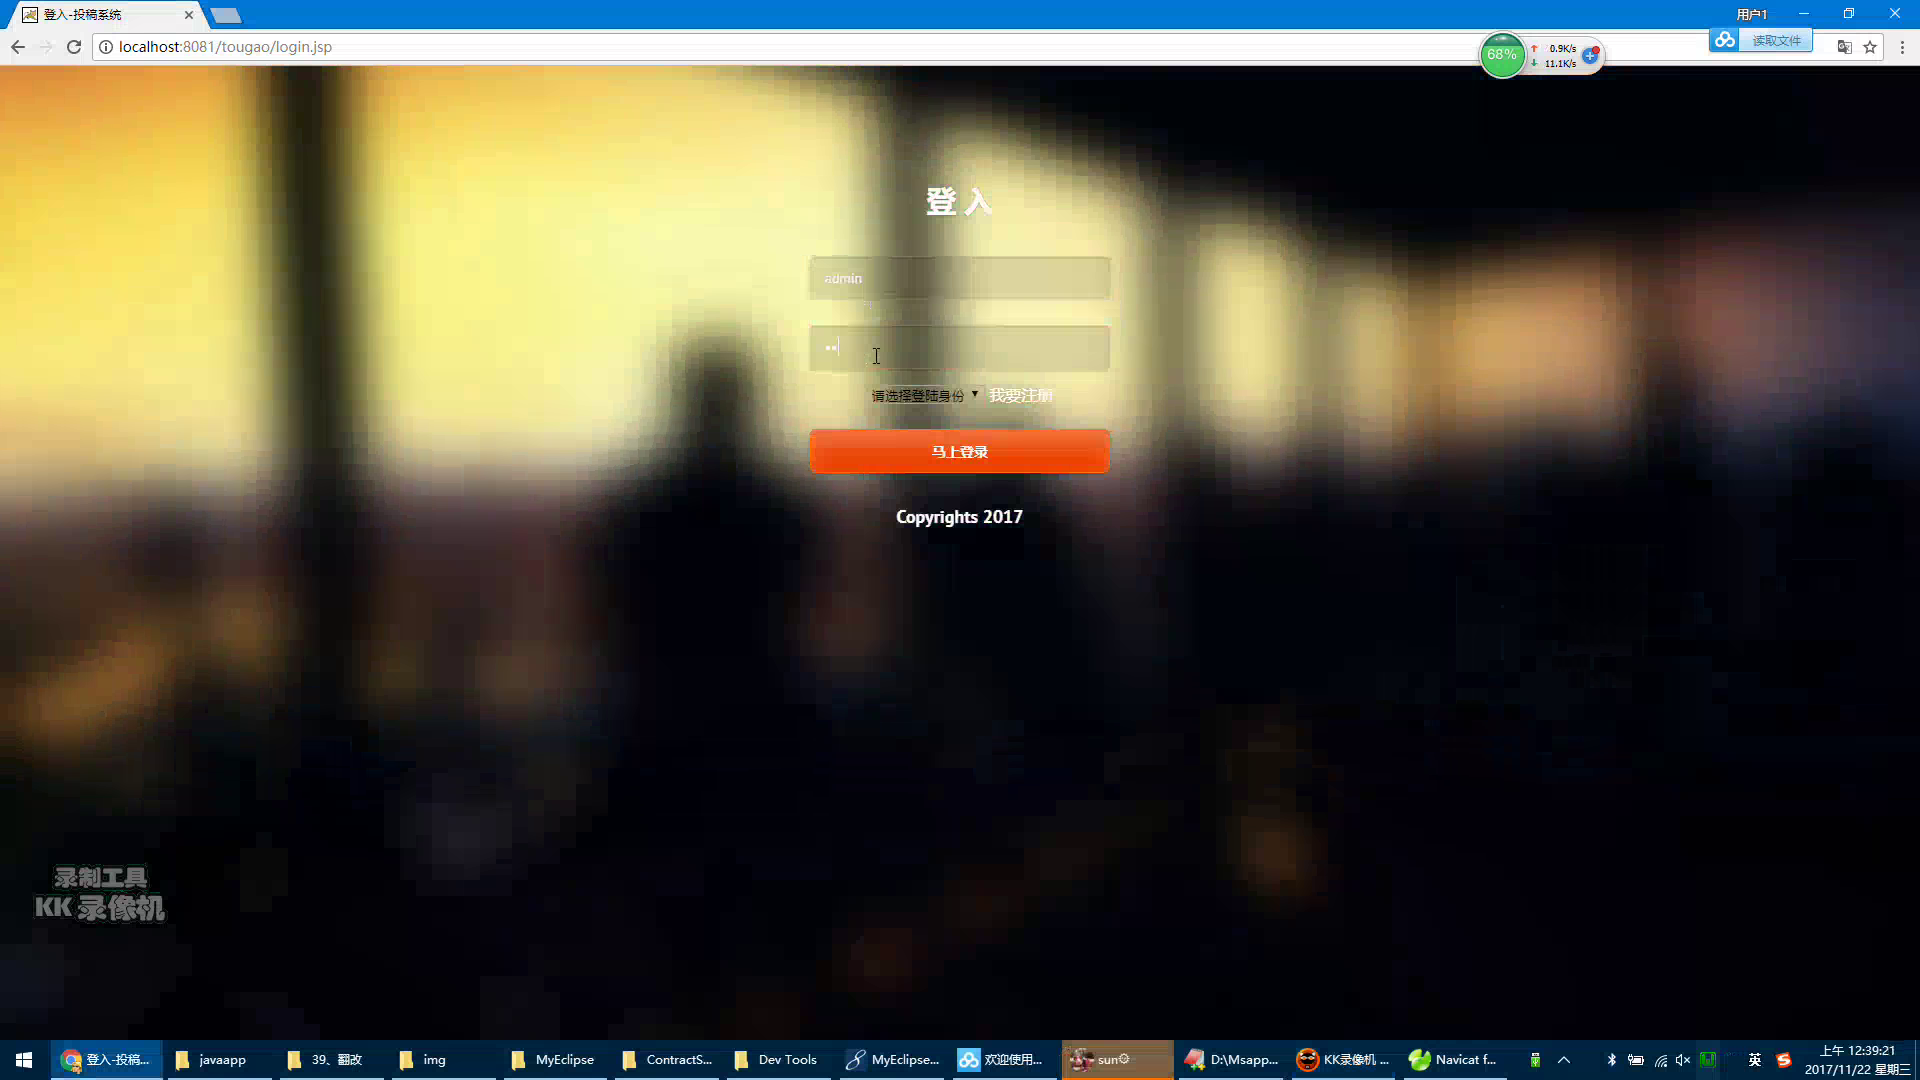 登入-投稿系统
用户1
localhost:8081/tougao/login.jsp
68%
0.9K/s
11.1K/s
读取文件
登 入
admin
请选择登陆身份
我要注册
马上登录
Copyrights 2017
录制工具
KK 录像机
登入-投稿...
javaapp
39、翻改
img
MyEclipse
ContractS...
Dev Tools
MyEclipse...
欢迎使用...
sun
D:\Msapp...
KK录像机 ...
Navicat f...
英
上午 12:39:21
2017/11/22 星期三